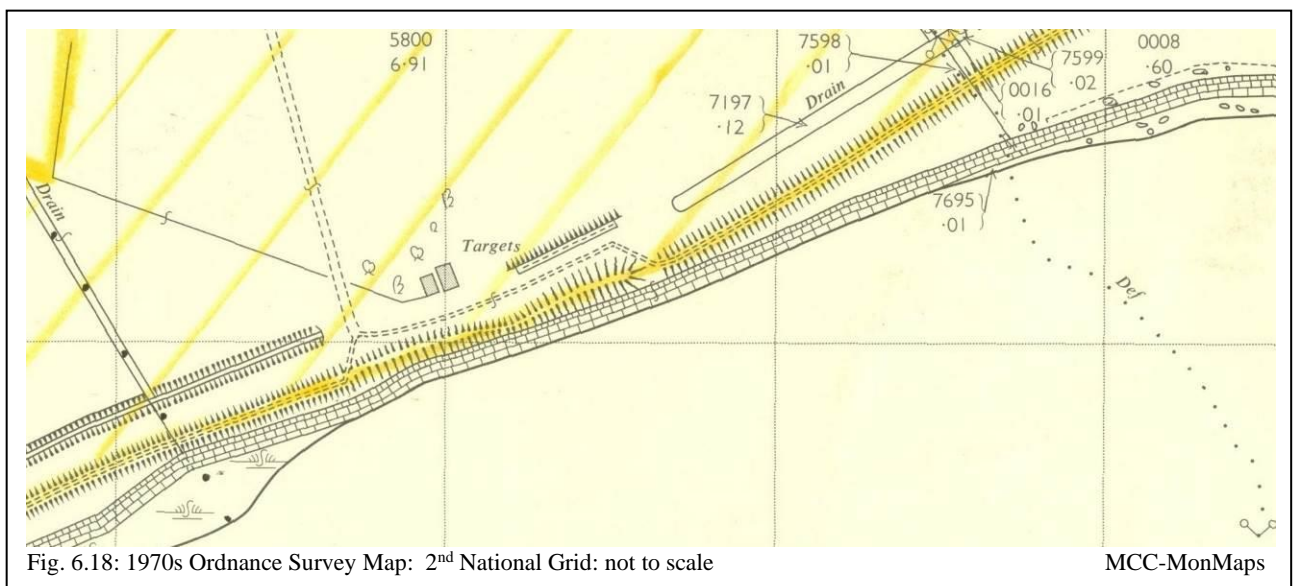 5800
6·91
7598
·01
7599
·02
0008
·60
0016
·01
7197
·12
Drain
Drain
7695
·01
Targets
Def
Fig. 6.18: 1970s Ordnance Survey Map: 2nd National Grid: not to scale
MCC-MonMaps